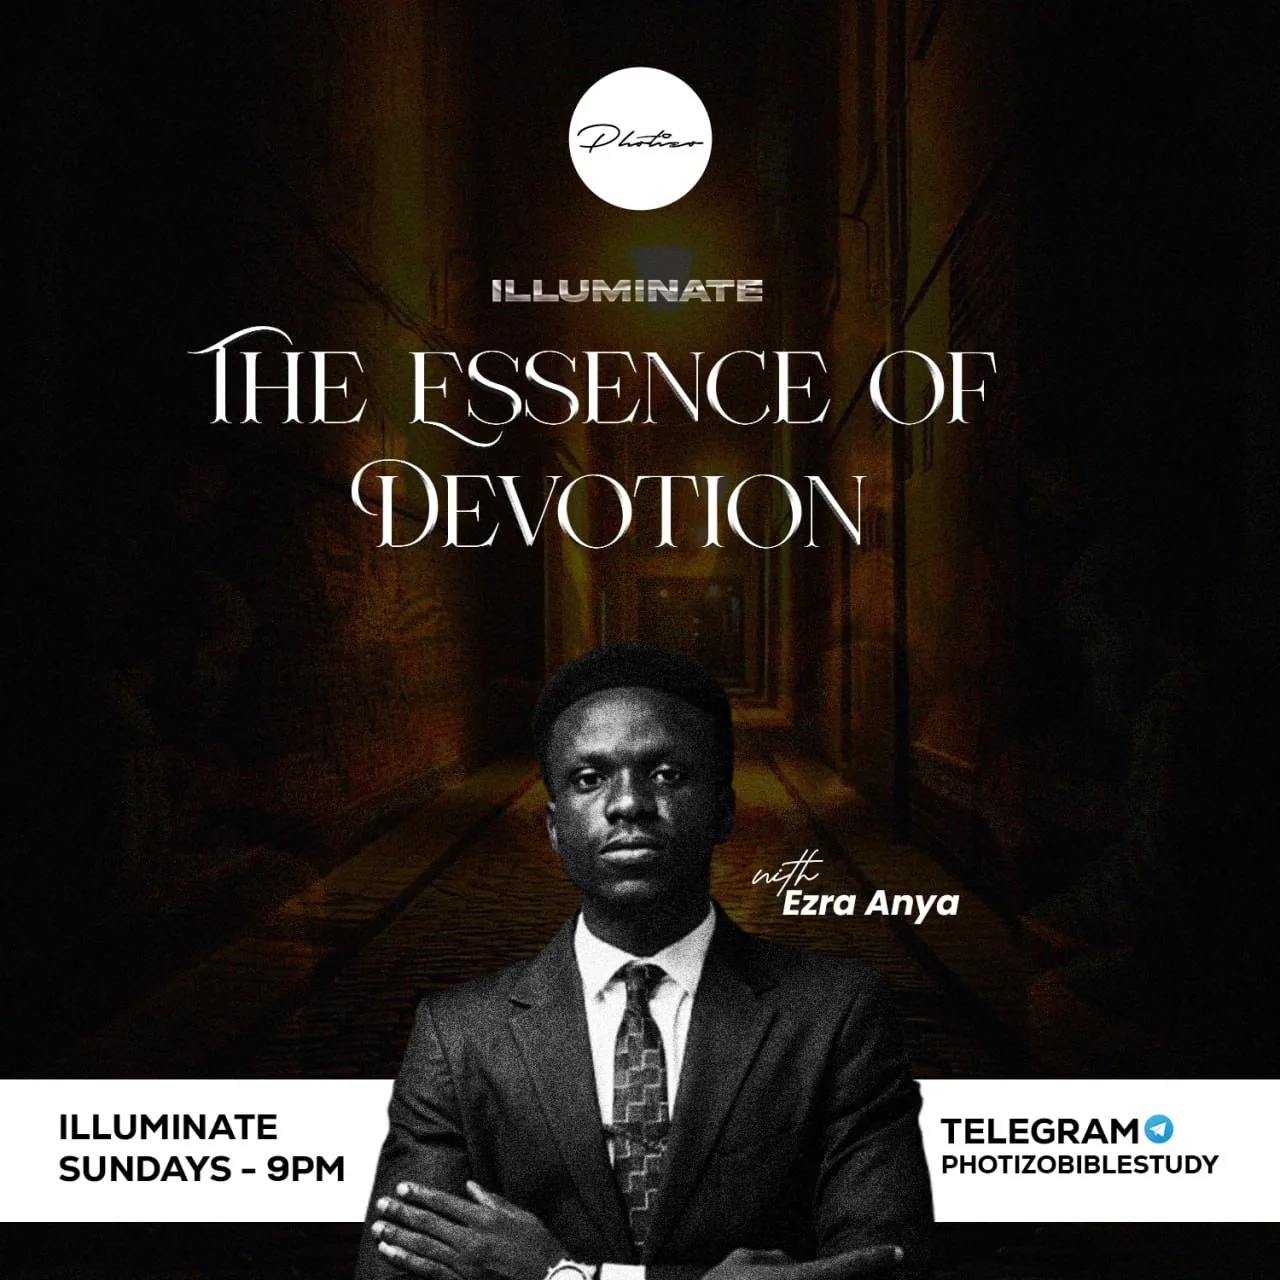 Photizo
ILLUMINATE
THE ESSENCE OF
DEVOTION
with
Ezra Anya
ILLUMINATE
SUNDAYS - 9PM
TELEGRAM
PHOTIZOBIBLESTUDY